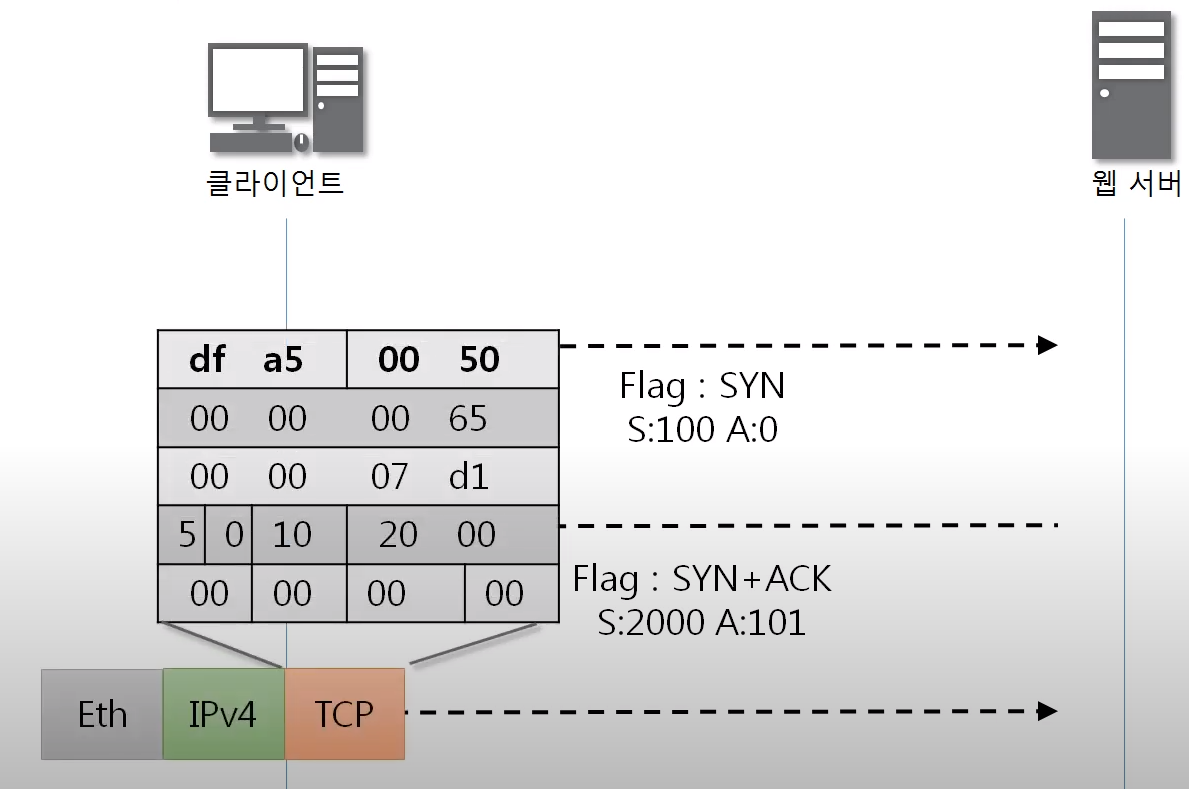 클라이언트
웹 서버
df a5 00 50
00 00 00 65
00 00 07 d1
5 0 10 20 00
00 00 00 00
Flag : SYN
S:100 A:0
Flag : SYN+ACK
S:2000 A:101
Eth IPv4 TCP